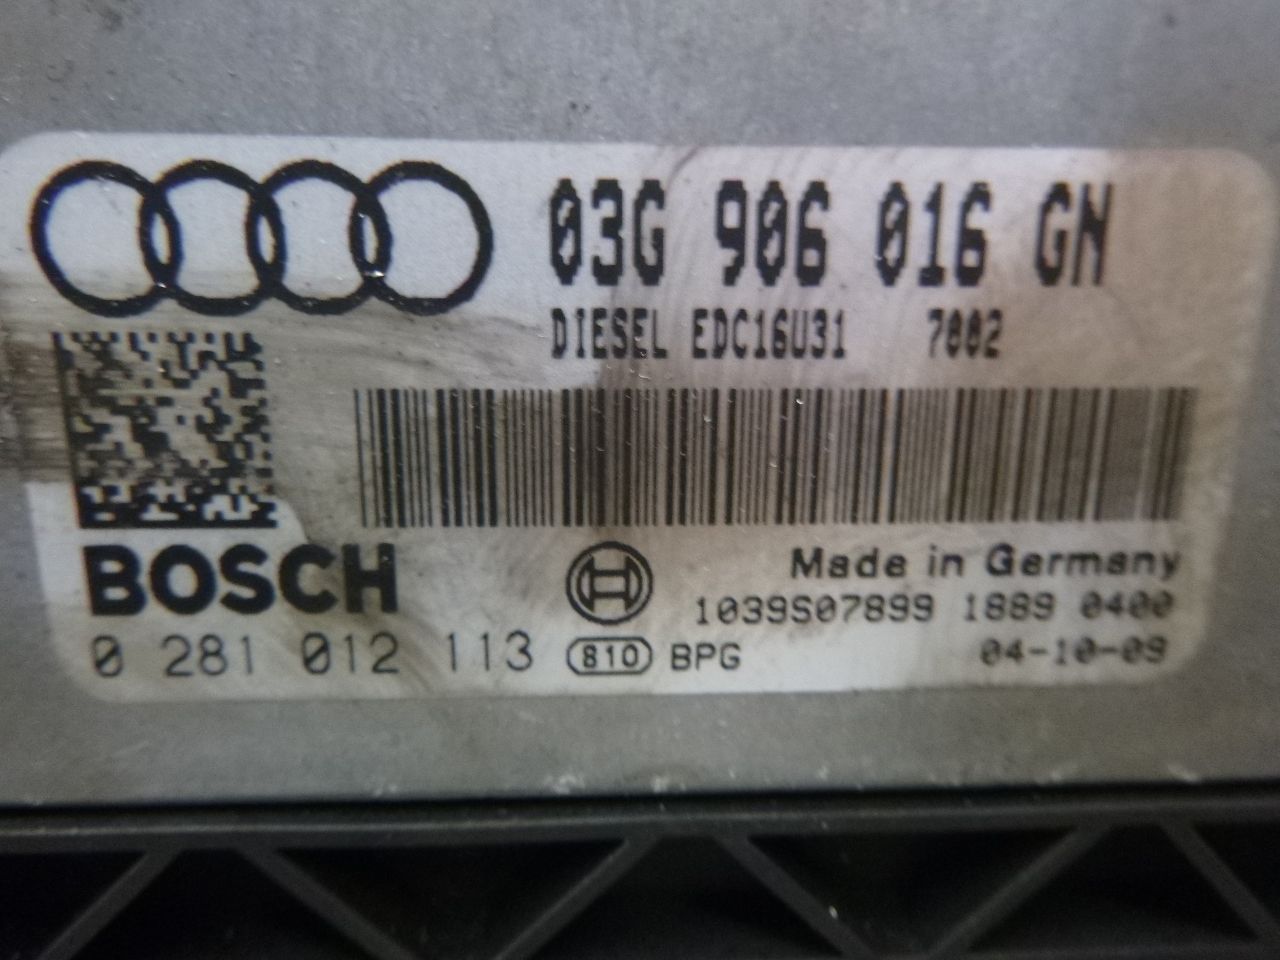 03G 906 016 GN
DIESEL EDC16U31 7882
BOSCH
Made in Germany
1039S07899 1889 0400
0 281 012 113 810 BPG 04-10-09